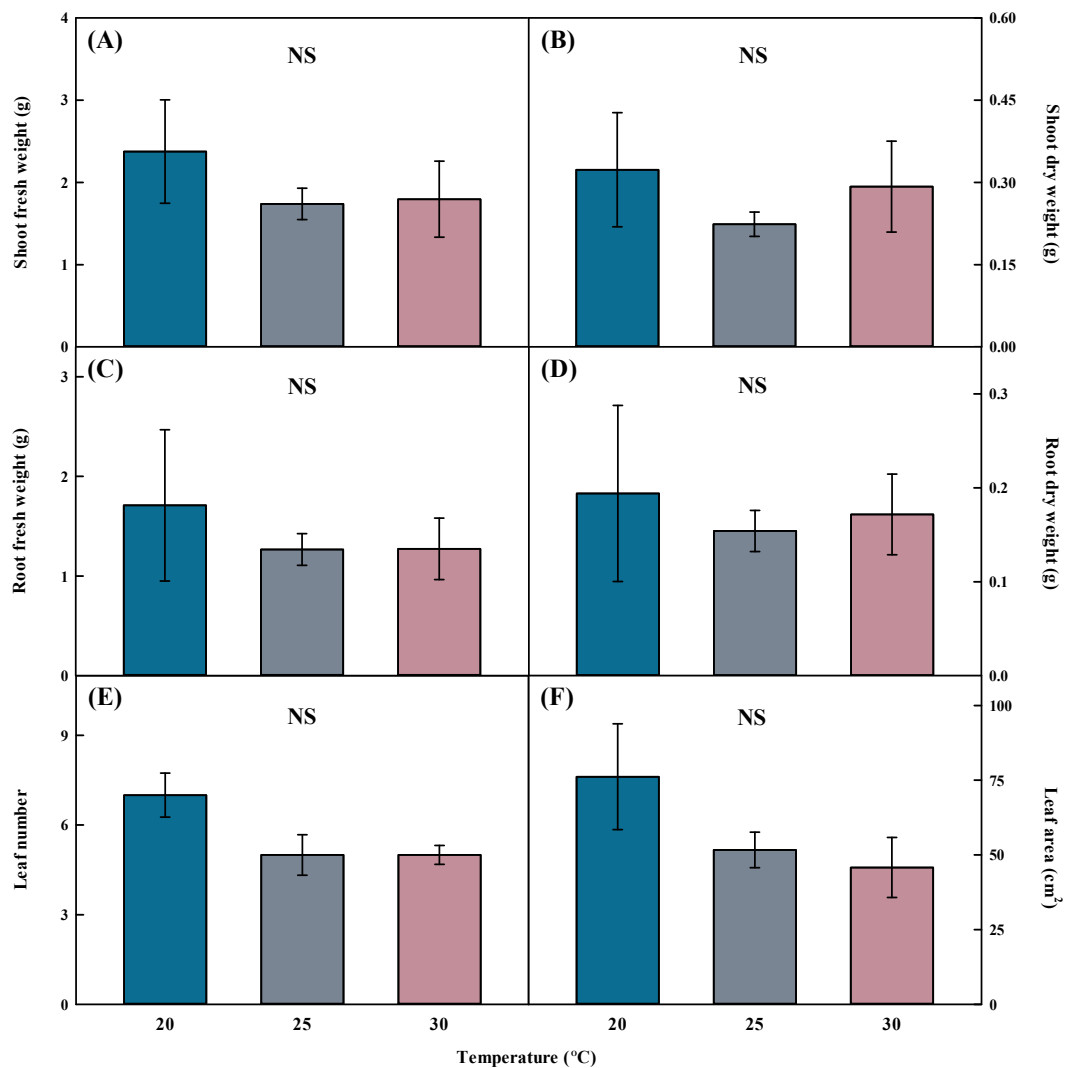 (A)
NS
4
3
2
1
0
Shoot fresh weight (g)
(B)
NS
0.60
0.45
0.30
0.15
0.00
Shoot dry weight (g)
(C)
NS
3
2
1
0
Root fresh weight (g)
(D)
NS
0.3
0.2
0.1
0.0
Root dry weight (g)
(E)
NS
9
6
3
0
Leaf number
20
25
30
(F)
NS
100
75
50
25
0
Leaf area (cm²)
20
25
30
Temperature (°C)